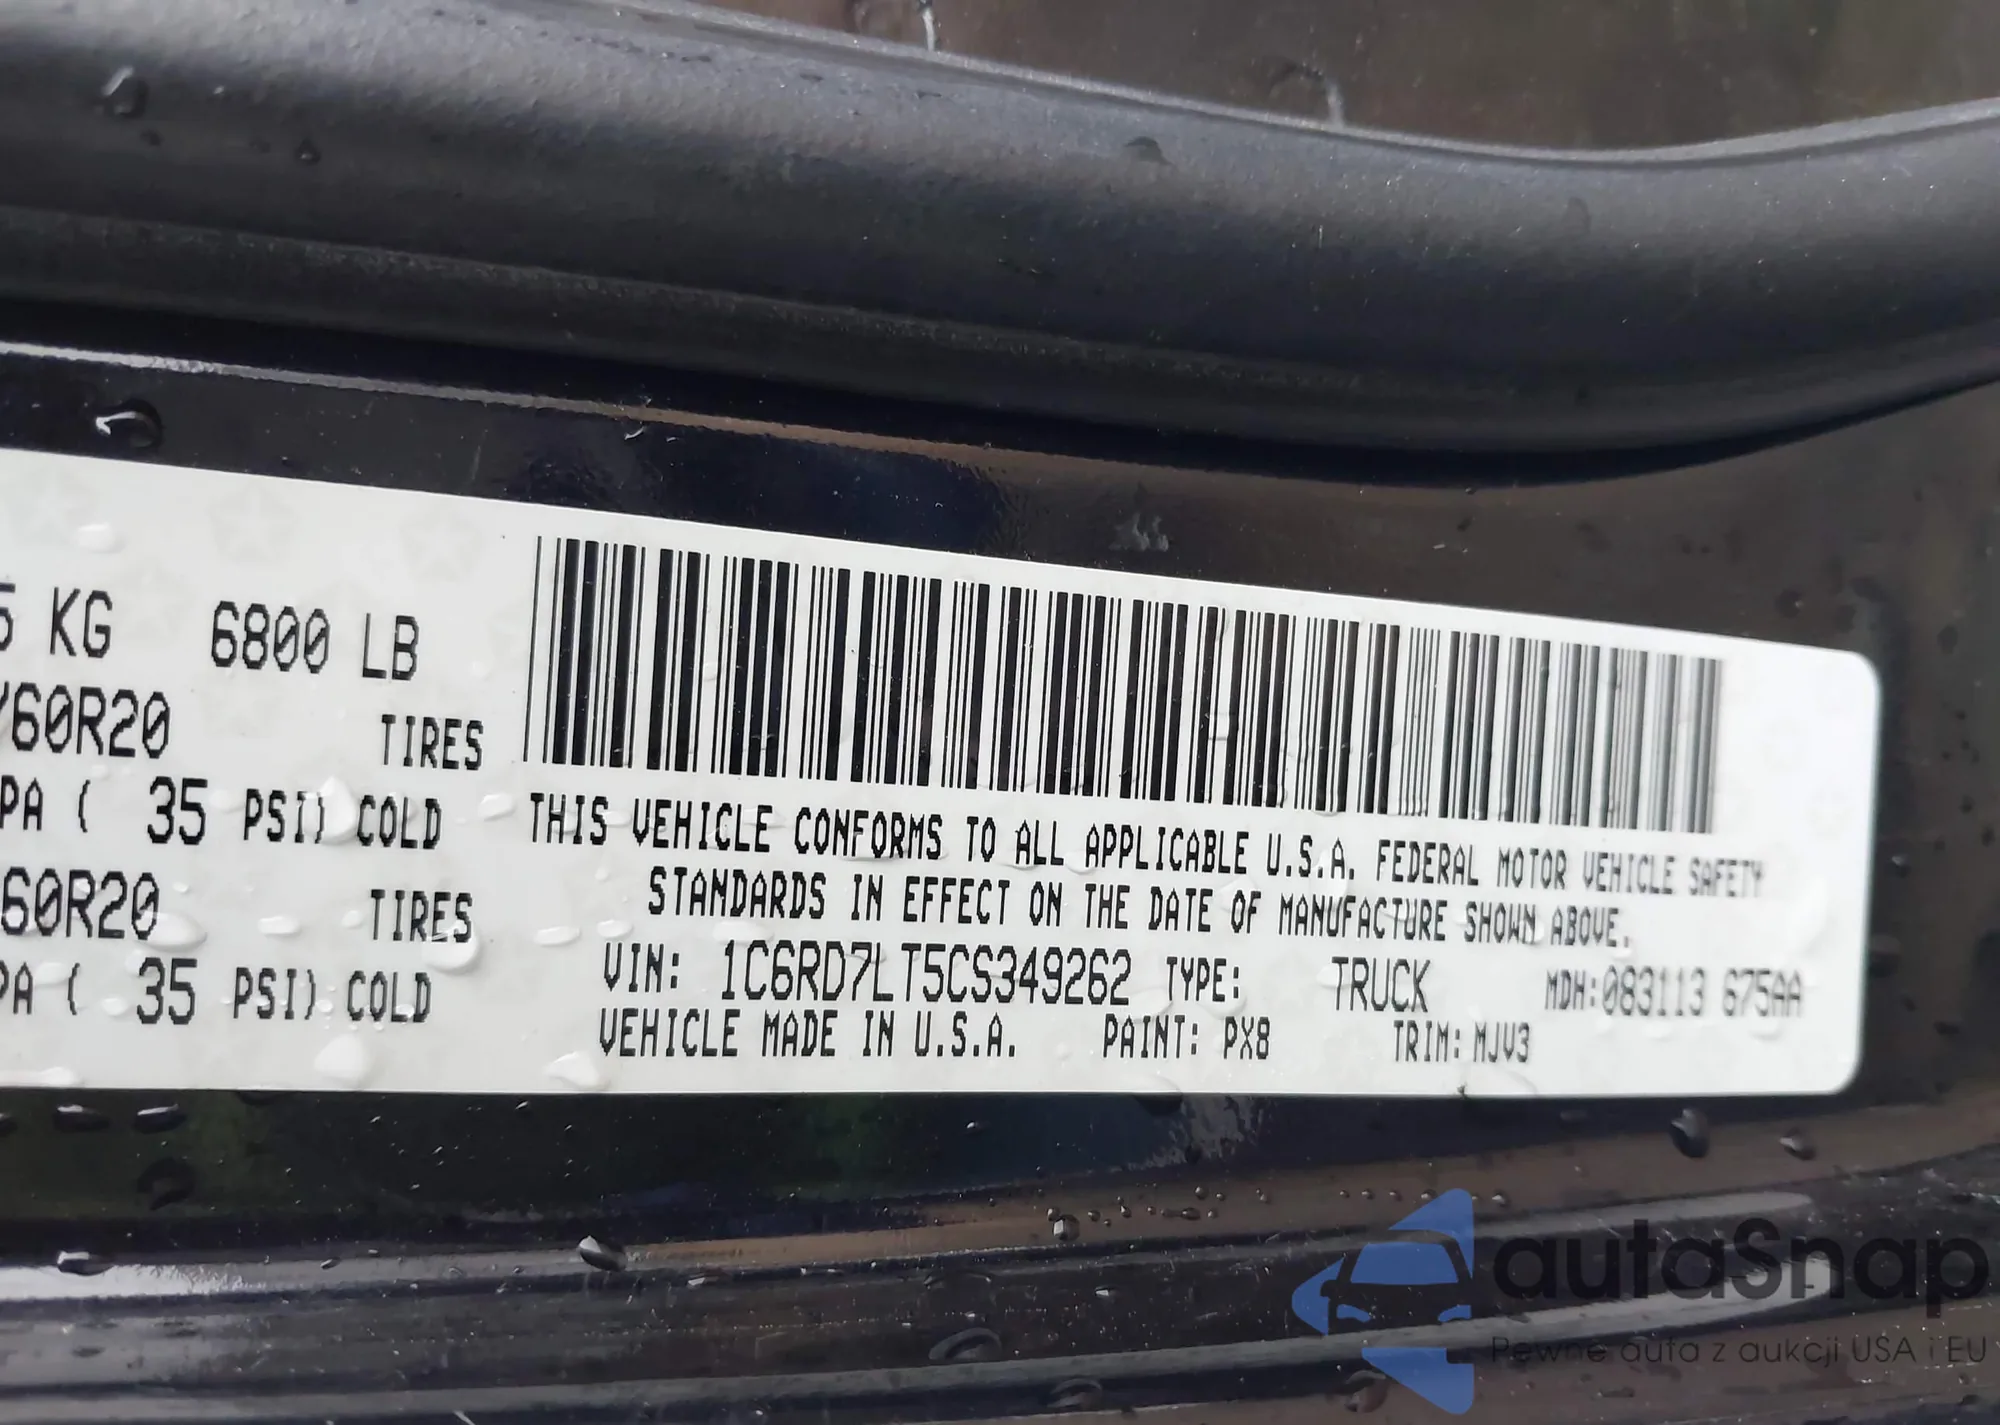 5 KG 6800 LB
/60R20 TIRES
PA ( 35 PSI) COLD
60R20 TIRES
PA ( 35 PSI) COLD
THIS VEHICLE CONFORMS TO ALL APPLICABLE U.S.A. FEDERAL MOTOR VEHICLE SAFETY
STANDARDS IN EFFECT ON THE DATE OF MANUFACTURE SHOWN ABOVE.
VIN: 1C6RD7LT5CS349262 TYPE: TRUCK MDH:083113 675AA
VEHICLE MADE IN U.S.A. PAINT: PX8 TRIM: MJV3
autaSnap
Pewne auta z aukcji USA i EU